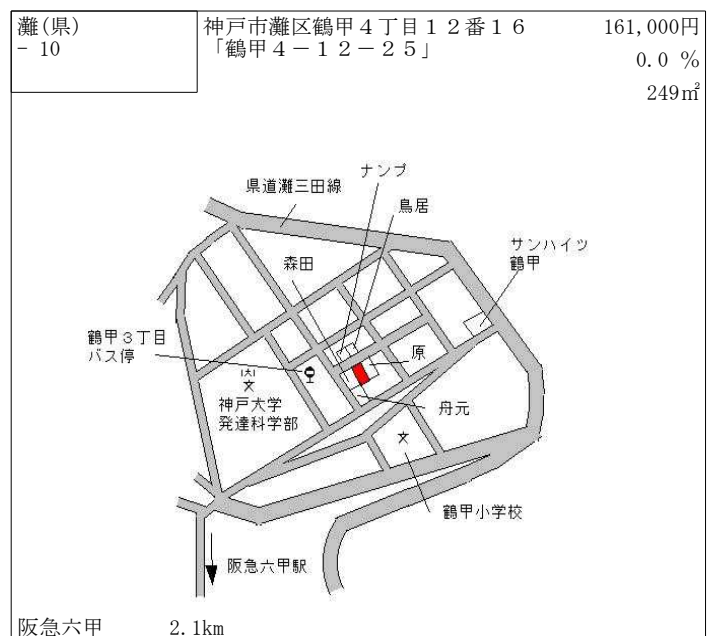 灘(県)
- 10
神戸市灘区鶴甲４丁目１２番１６
「鶴甲４－１２－２５」
161,000円
0.0 %
249㎡
ナンブ
県道灘三田線
鳥居
サンハイツ
鶴甲
森田
鶴甲３丁目
バス停
原
文
神戸大学
発達科学部
舟元
文
鶴甲小学校
阪急六甲駅
阪急六甲 2.1km